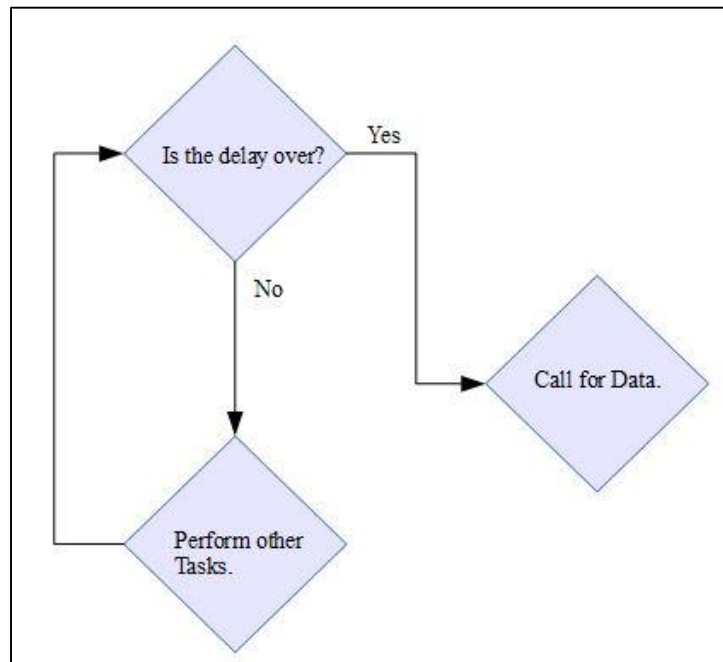 Is the delay over?
Yes
No
Call for Data.
Perform other
Tasks.